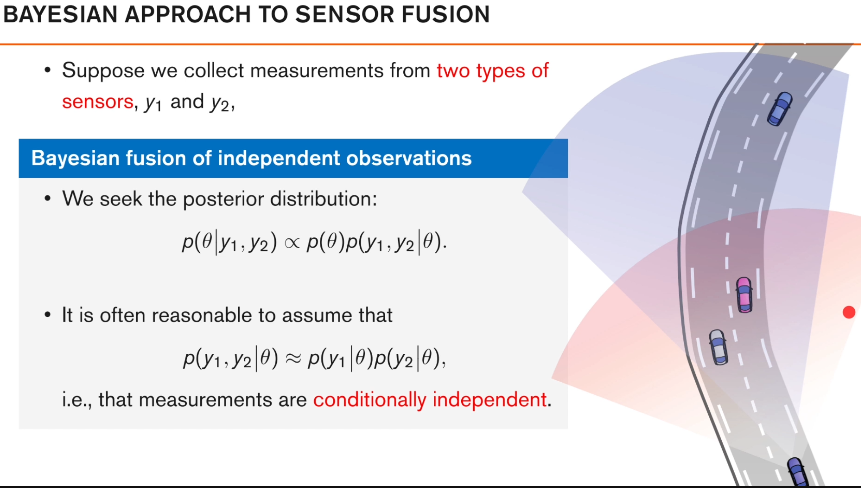 BAYESIAN APPROACH TO SENSOR FUSION
• Suppose we collect measurements from two types of
sensors, y₁ and y₂,
Bayesian fusion of independent observations
• We seek the posterior distribution:
p(θ|y₁, y₂) ∝ p(θ)p(y₁, y₂|θ).
• It is often reasonable to assume that
p(y₁, y₂|θ) ≈ p(y₁|θ)p(y₂|θ),
i.e., that measurements are conditionally independent.